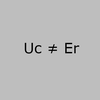 Uc ≠ Er